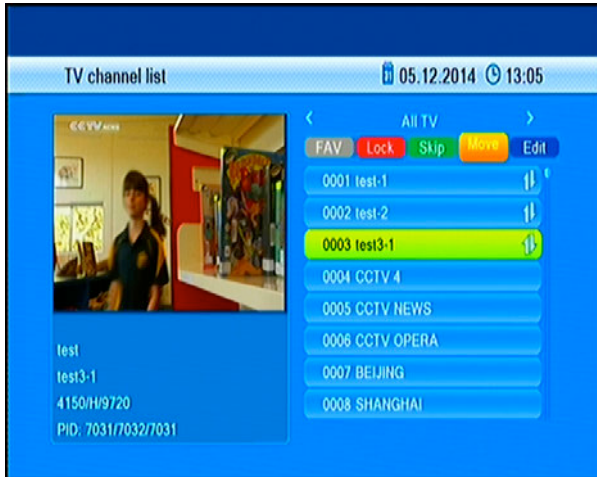 TV channel list
31 05.12.2014 13:05
CCTV NEWS
< All TV >
FAV Lock Skip Move Edit
0001 test-1
0002 test-2
0003 test3-1
0004 CCTV 4
0005 CCTV NEWS
0006 CCTV OPERA
0007 BEIJING
0008 SHANGHAI
test
test3-1
4150/H/9720
PID: 7031/7032/7031